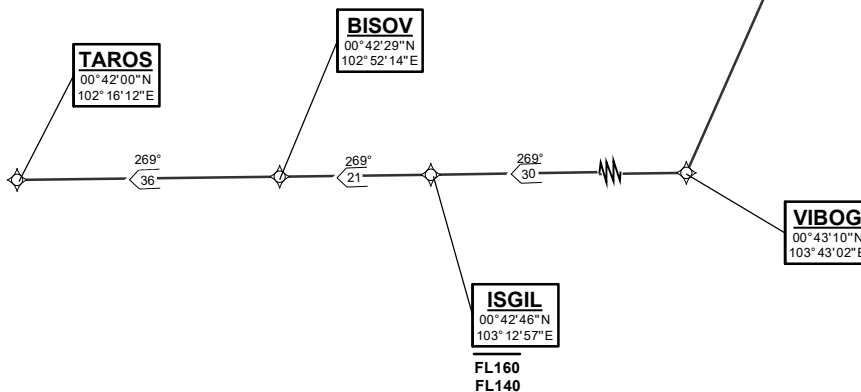 BISOV
00°42'29"N
102°52'14"E
TAROS
00°42'00"N
102°16'12"E
269°
36
269°
21
269°
30
VIBOG
00°43'10"N
103°43'02"E
ISGIL
00°42'46"N
103°12'57"E
FL160
FL140